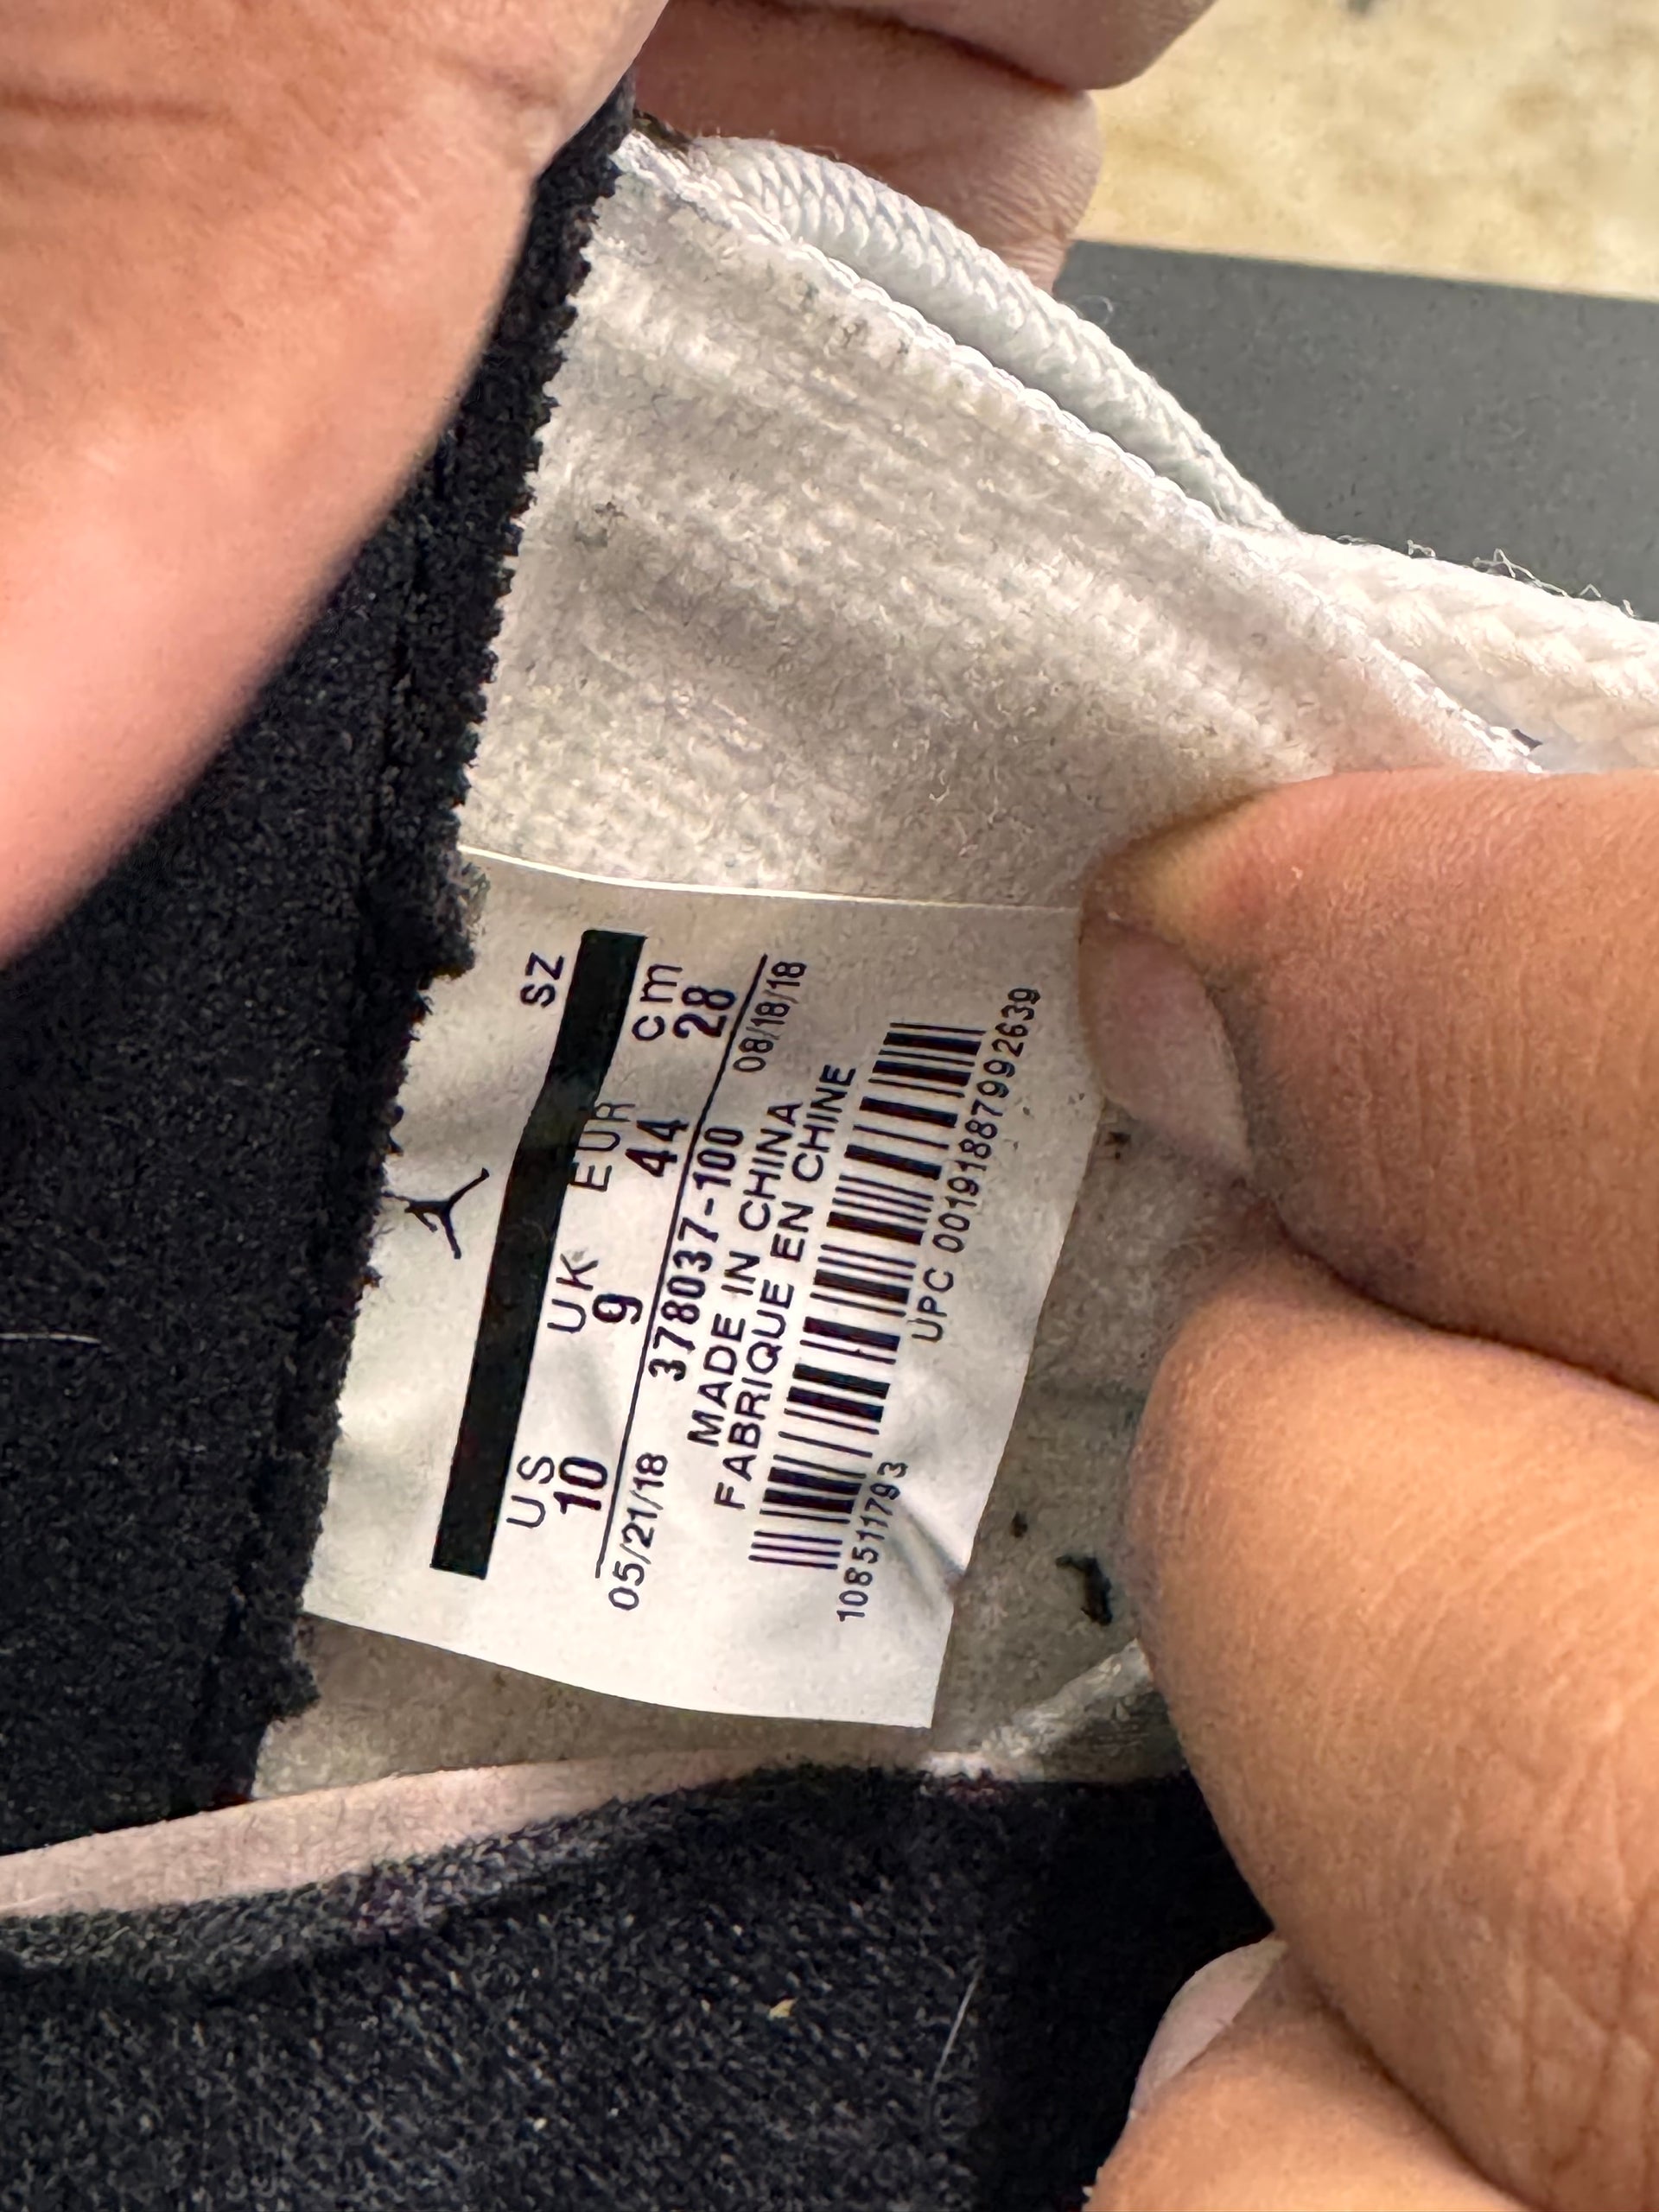 SZ
US UK EUR cm
10 9 44 28
05/21/18 378037-100 08/18/18
MADE IN CHINA
FABRIQUE EN CHINE
108511793 UPC 00191887992639